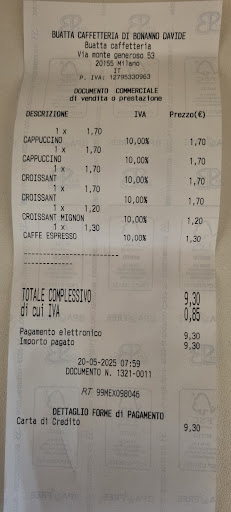 BUATTA CAFFETTERIA DI BONANNO DAVIDE
Buatta caffetteria
Via monte generoso 53
20155 Milano
IT
P. IVA: 12795330963
DOCUMENTO COMMERCIALE
di vendita o prestazione
DESCRIZIONE IVA Prezzo(€)
1 x 1,70
CAPPUCCINO 10,00% 1,70
1 x 1,70
CAPPUCCINO 10,00% 1,70
1 x 1,70
CROISSANT 10,00% 1,70
1 x 1,70
CROISSANT 10,00% 1,70
1 x 1,20
CROISSANT MIGNON 10,00% 1,20
1 x 1,30
CAFFE ESPRESSO 10,00% 1,30
TOTALE COMPLESSIVO 9,30
di cui IVA 0,85
Pagamento elettronico 9,30
Importo pagato 9,30
20-05-2025 07:59
DOCUMENTO N. 1321-0011
RT 99MEX098046
DETTAGLIO FORME di PAGAMENTO
Carta di Credito 9,30